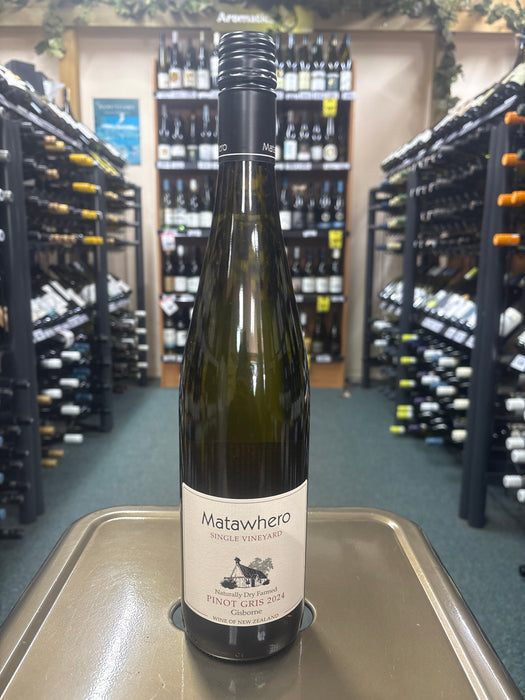 Aromatic
Matawhero
Matawhero
SINGLE VINEYARD
Naturally Dry Farmed
PINOT GRIS 2024
Gisborne
WINE OF NEW ZEALAND